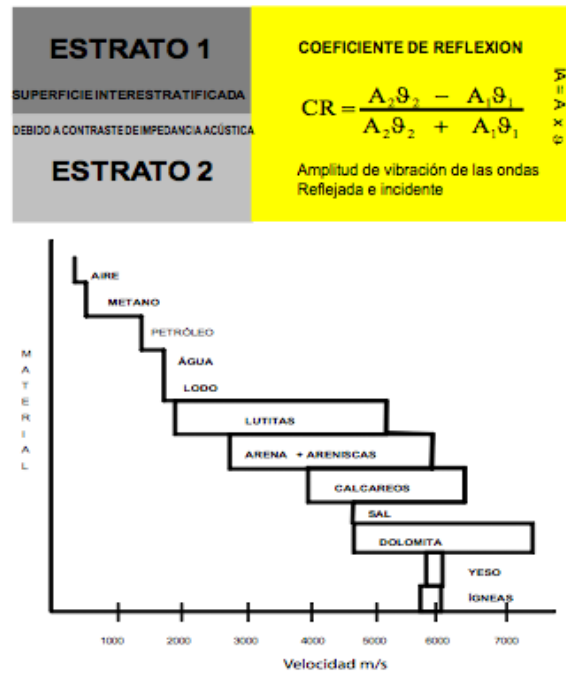 ESTRATO 1
SUPERFICIE INTERESTRATIFICADA
DEBIDO A CONTRASTE DE IMPEDANCIA ACÚSTICA
ESTRATO 2
COEFICIENTE DE REFLEXION
CR = (A₂ϑ₂ − A₁ϑ₁) / (A₂ϑ₂ + A₁ϑ₁)
Amplitud de vibración de las ondas
Reflejada e incidente
IA = A x ϑ
AIRE
METANO
PETRÓLEO
ÁGUA
LODO
LUTITAS
ARENA + ARENISCAS
CALCAREOS
SAL
DOLOMITA
YESO
ÍGNEAS
MATERIAL
1000 2000 3000 4000 5000 6000 7000
Velocidad m/s